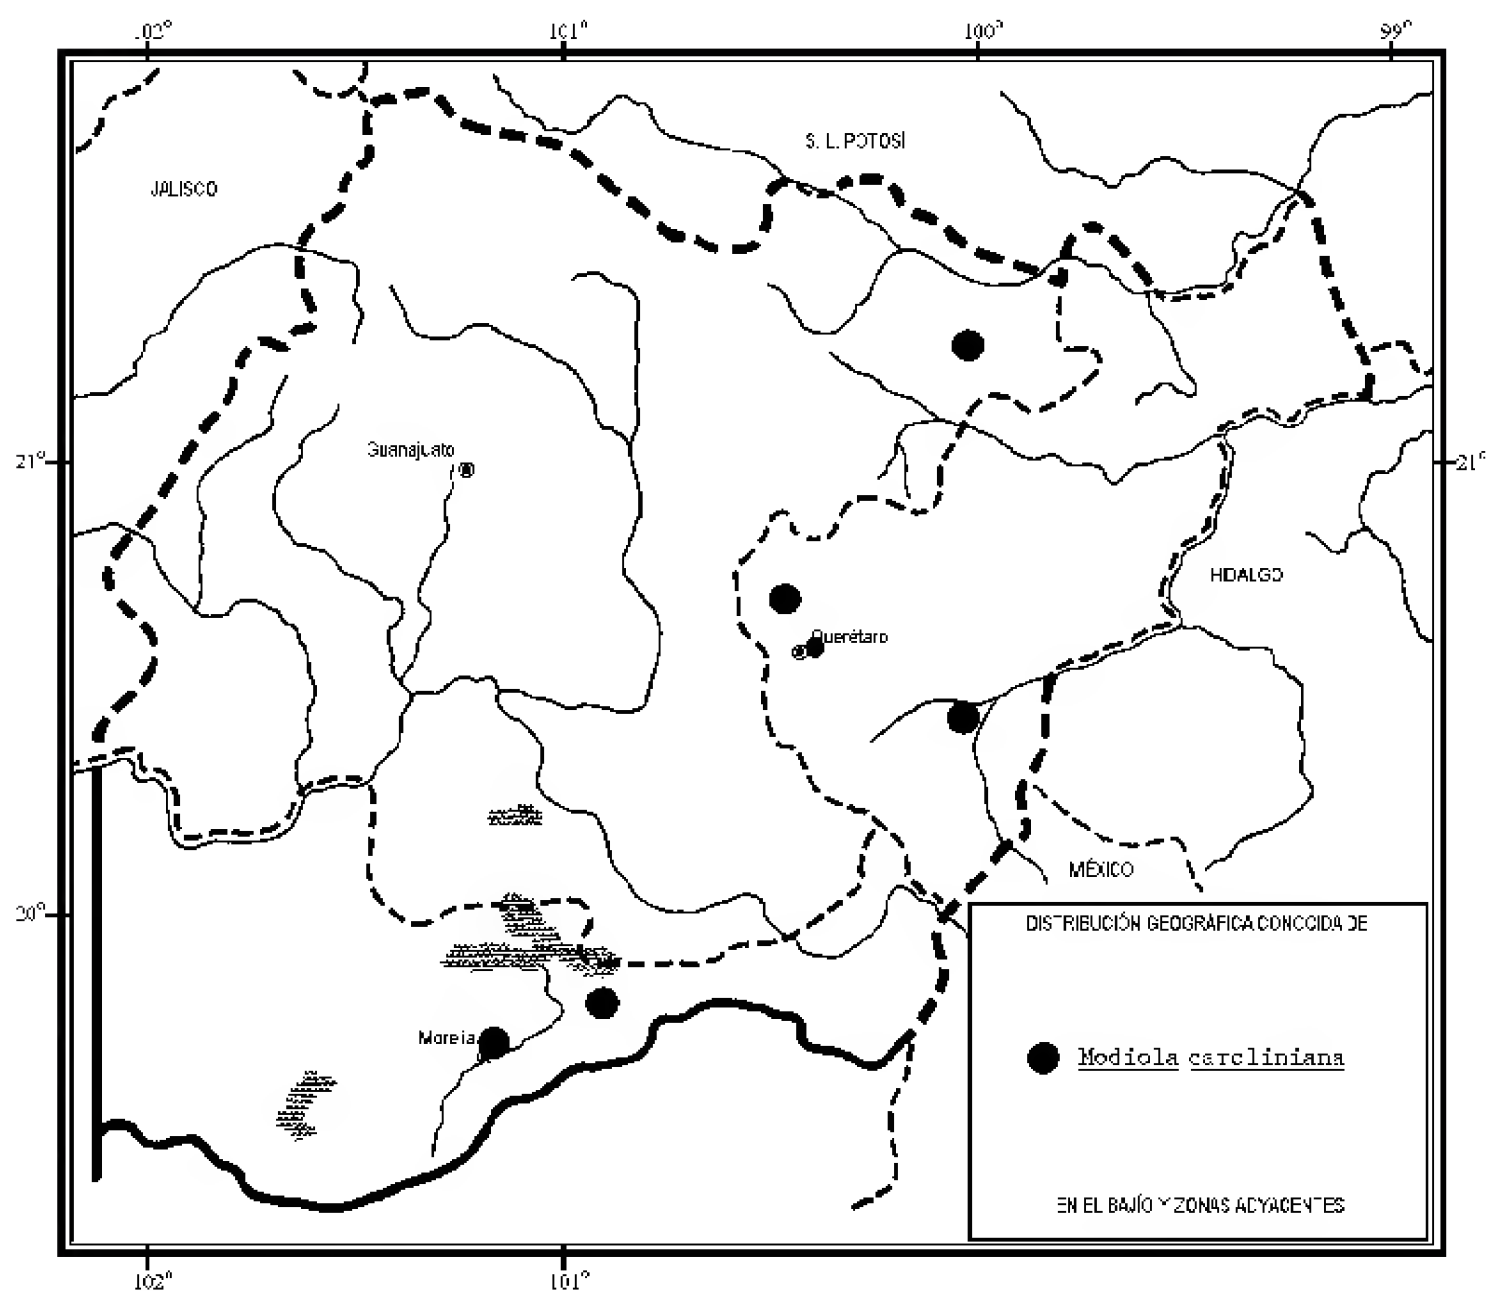 102° 101° 100° 99°
S. L. POTOSÍ
JALISCO
Guanajuato
21° 21°
HIDALGO
Querétaro
MÉXICO
20°
DISTRIBUCIÓN GEOGRÁFICA CONOCIDA DE
Morelia
Modiola caroliniana
EN EL BAJÍO Y ZONAS ADYACENTES
102° 101°